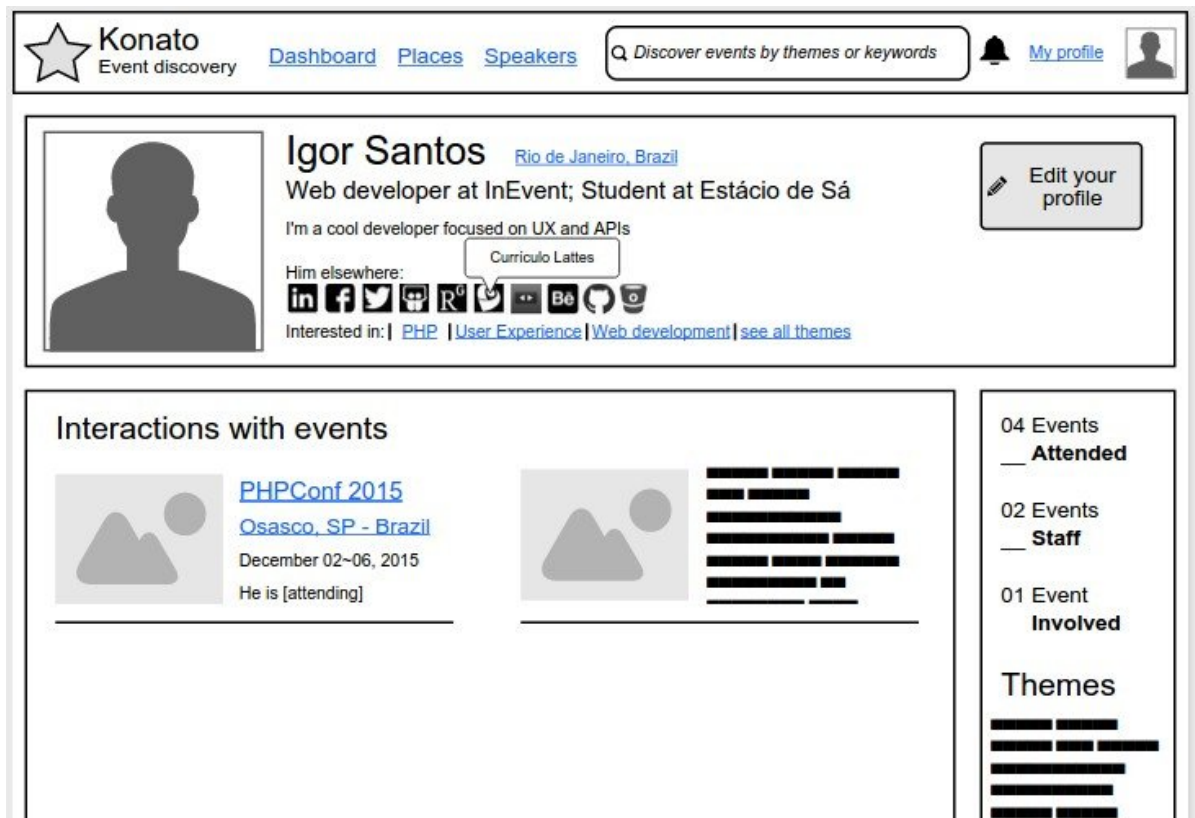 Konato
Event discovery
Dashboard Places Speakers
Discover events by themes or keywords
My profile
Igor Santos Rio de Janeiro, Brazil
Web developer at InEvent; Student at Estácio de Sá
I'm a cool developer focused on UX and APIs
Curriculo Lattes
Him elsewhere:
in f R G Bē
Interested in: | PHP | User Experience | Web development | see all themes
Edit your
profile
Interactions with events
PHPConf 2015
Osasco, SP - Brazil
December 02~06, 2015
He is [attending]
04 Events
__ Attended
02 Events
__ Staff
01 Event
Involved
Themes